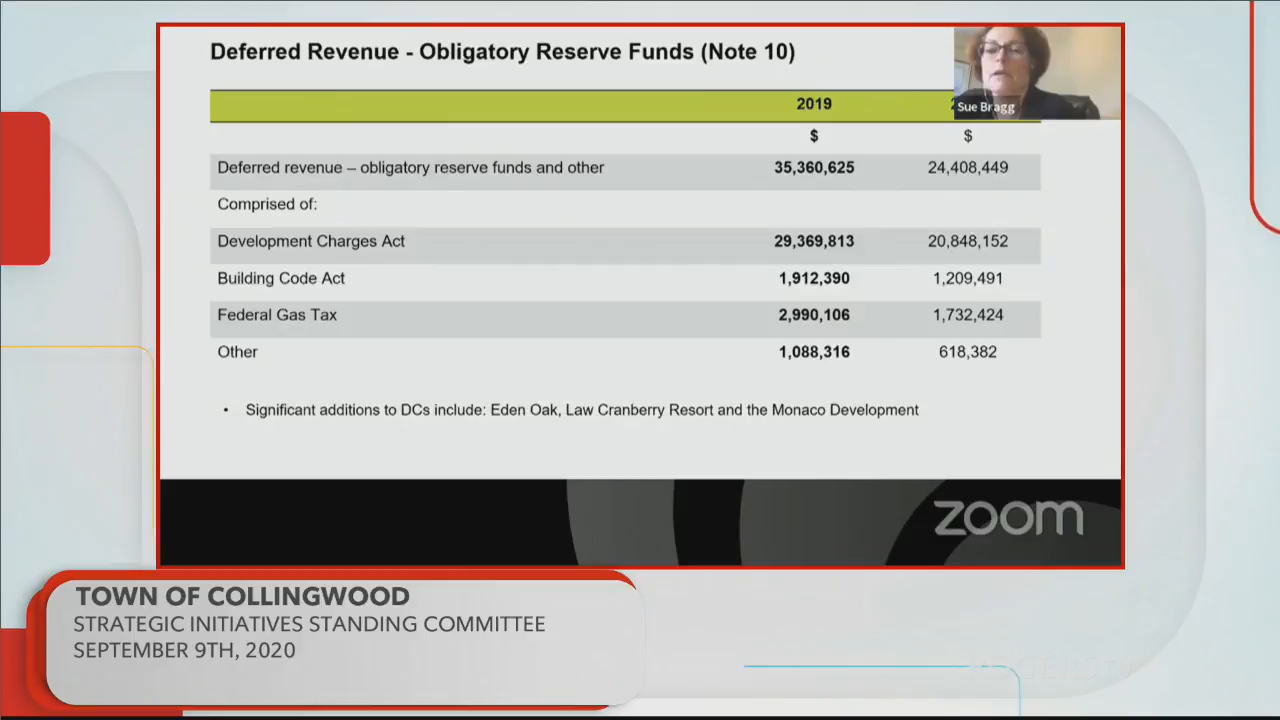 Deferred Revenue - Obligatory Reserve Funds (Note 10)
Sue Bragg
2019
$ $
Deferred revenue – obligatory reserve funds and other 35,360,625 24,408,449
Comprised of:
Development Charges Act 29,369,813 20,848,152
Building Code Act 1,912,390 1,209,491
Federal Gas Tax 2,990,106 1,732,424
Other 1,088,316 618,382
• Significant additions to DCs include: Eden Oak, Law Cranberry Resort and the Monaco Development
zoom
TOWN OF COLLINGWOOD
STRATEGIC INITIATIVES STANDING COMMITTEE
SEPTEMBER 9TH, 2020